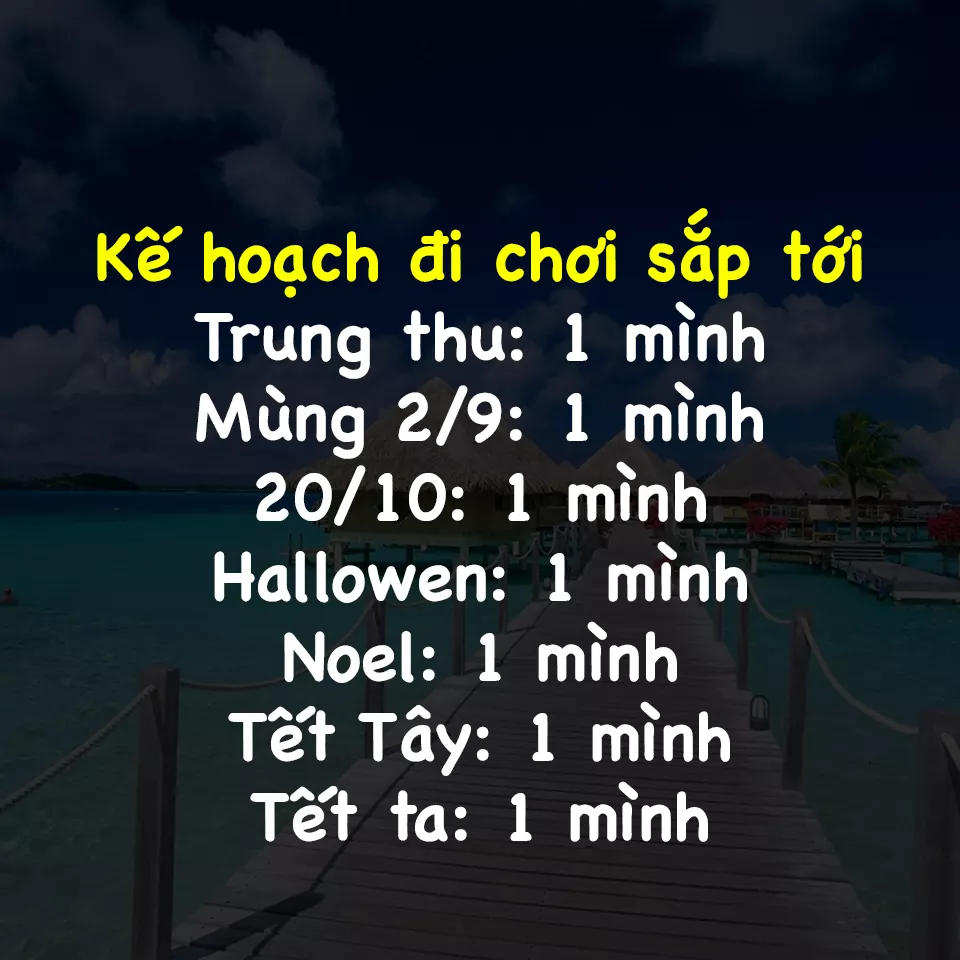 Kế hoạch đi chơi sắp tới
Trung thu: 1 mình
Mùng 2/9: 1 mình
20/10: 1 mình
Hallowen: 1 mình
Noel: 1 mình
Tết Tây: 1 mình
Tết ta: 1 mình